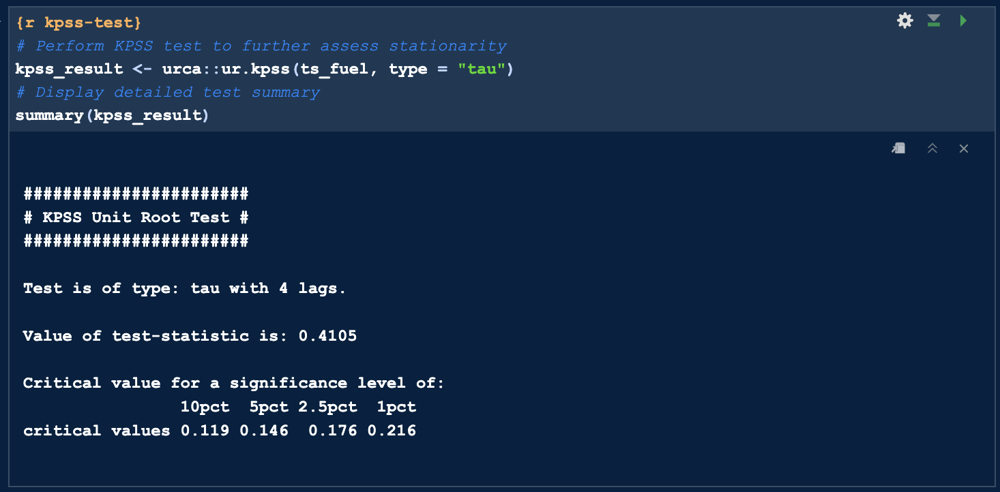 {r kpss-test}
# Perform KPSS test to further assess stationarity
kpss_result <- urca::ur.kpss(ts_fuel, type = "tau")
# Display detailed test summary
summary(kpss_result)
#######################
# KPSS Unit Root Test #
#######################
Test is of type: tau with 4 lags.
Value of test-statistic is: 0.4105
Critical value for a significance level of:
                10pct  5pct 2.5pct  1pct
critical values 0.119 0.146  0.176 0.216